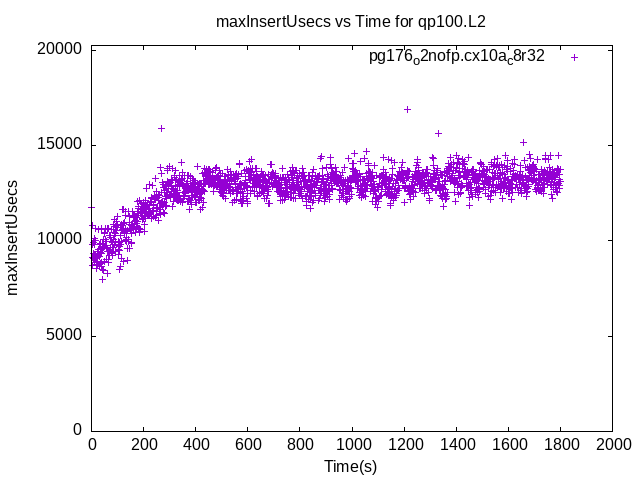 maxInsertUsecs vs Time for qp100.L2
pg176o2nofp.cx10ac8r32
20000
15000
10000
5000
0
maxInsertUsecs
0 200 400 600 800 1000 1200 1400 1600 1800 2000
Time(s)